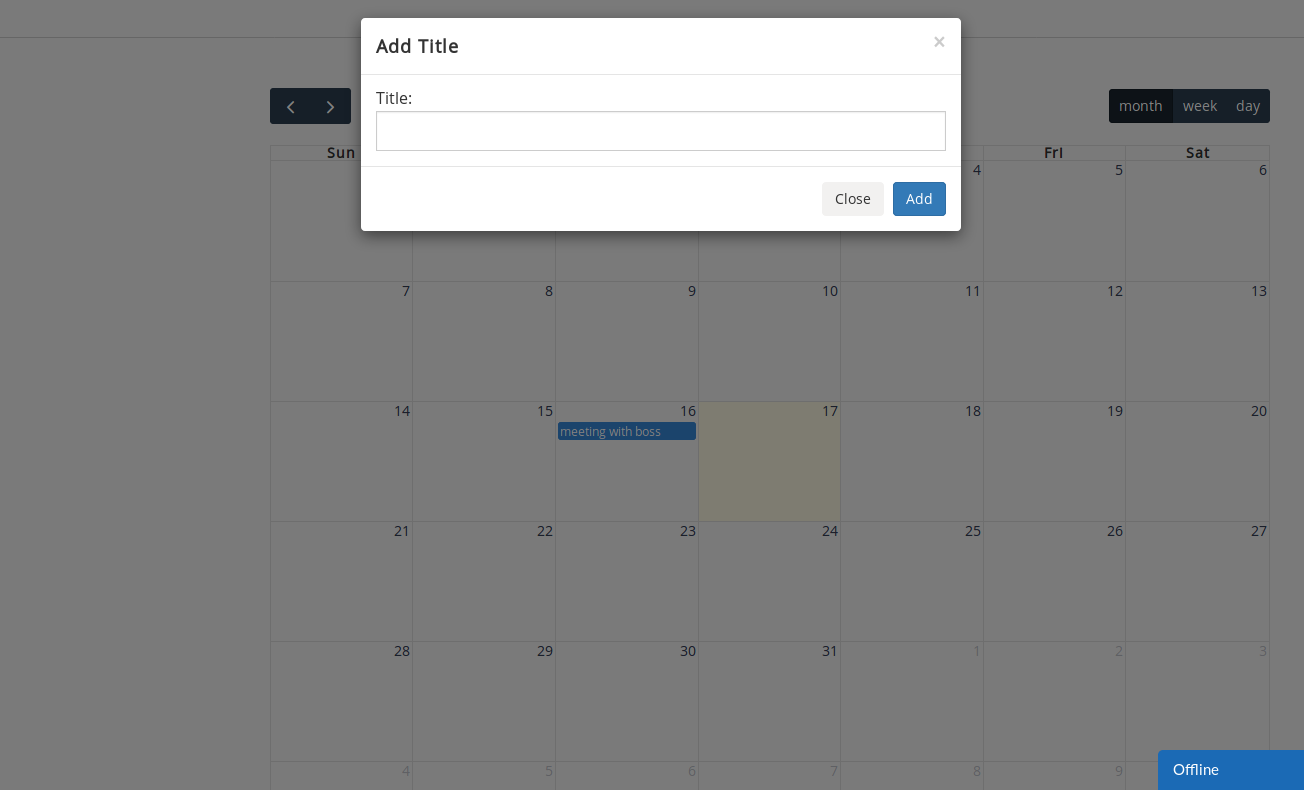 Add Title ×
Title:
Close Add
month week day
Sun Fri Sat
4 5 6
7 8 9 10 11 12 13
14 15 16 17 18 19 20
meeting with boss
21 22 23 24 25 26 27
28 29 30 31 1 2 3
4 5 6 7 8 9
Offline